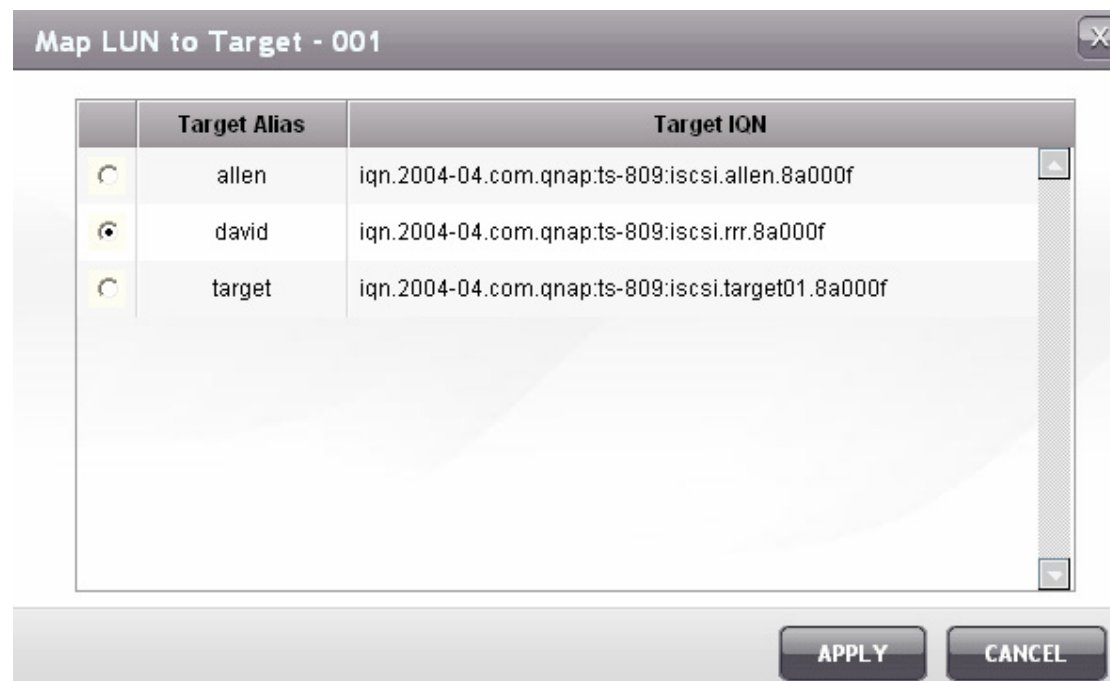 Map LUN to Target - 001
X
Target Alias Target IQN
allen iqn.2004-04.com.qnap:ts-809:iscsi.allen.8a000f
david iqn.2004-04.com.qnap:ts-809:iscsi.rrr.8a000f
target iqn.2004-04.com.qnap:ts-809:iscsi.target01.8a000f
APPLY CANCEL